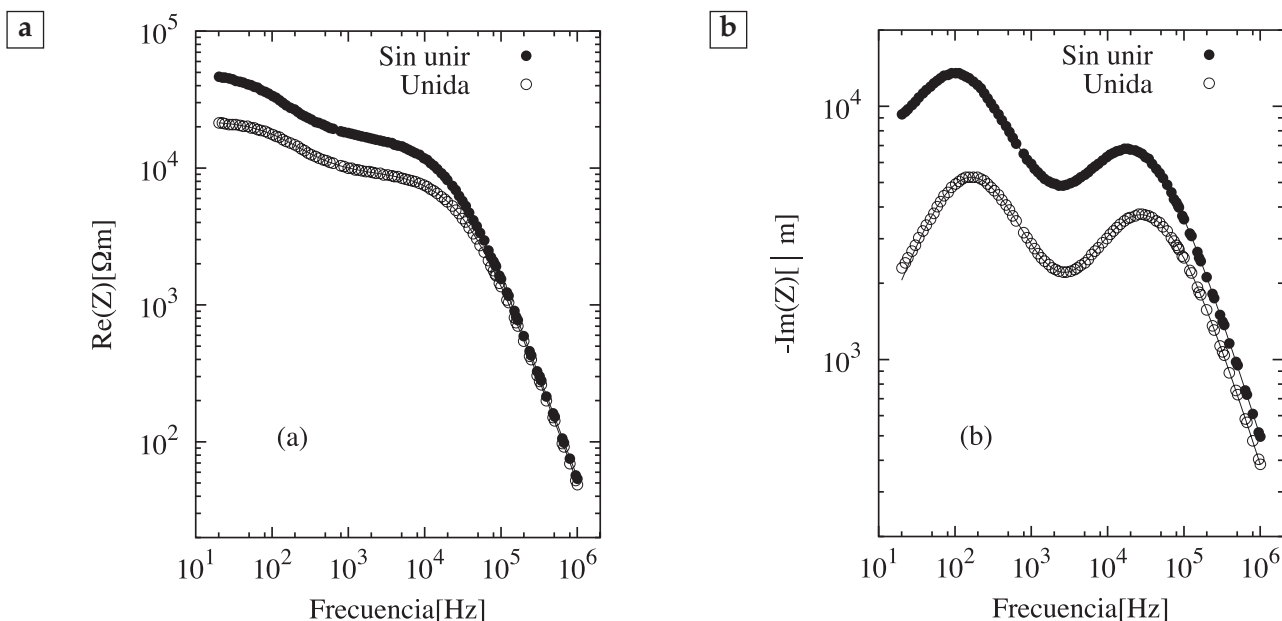 a
10^5
10^4
10^3
10^2
Re(Z)[Ωm]
Sin unir
Unida
(a)
10^1 10^2 10^3 10^4 10^5 10^6
Frecuencia[Hz]
b
10^4
10^3
-Im(Z)[ | m]
Sin unir
Unida
(b)
10^1 10^2 10^3 10^4 10^5 10^6
Frecuencia[Hz]